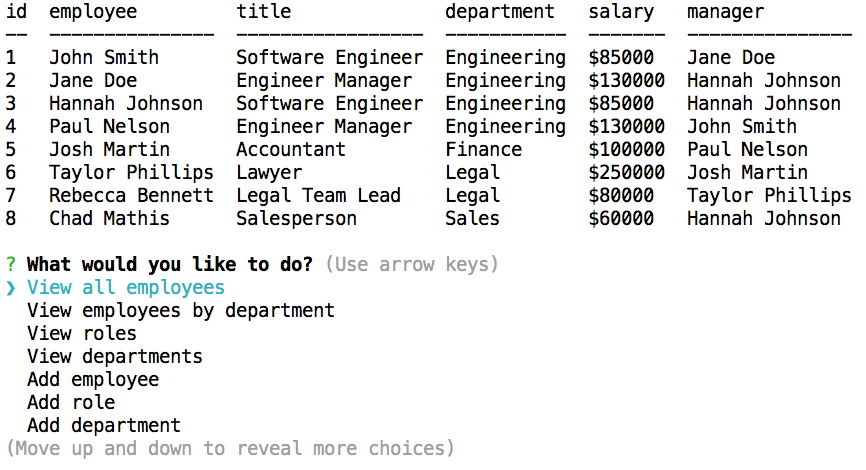 id  employee         title              department   salary   manager
--  ---------------  -----------------  -----------  -------  ---------------
1   John Smith       Software Engineer  Engineering  $85000   Jane Doe
2   Jane Doe         Engineer Manager   Engineering  $130000  Hannah Johnson
3   Hannah Johnson   Software Engineer  Engineering  $85000   Hannah Johnson
4   Paul Nelson      Engineer Manager   Engineering  $130000  John Smith
5   Josh Martin      Accountant         Finance      $100000  Paul Nelson
6   Taylor Phillips  Lawyer             Legal        $250000  Josh Martin
7   Rebecca Bennett  Legal Team Lead    Legal        $80000   Taylor Phillips
8   Chad Mathis      Salesperson        Sales        $60000   Hannah Johnson

? What would you like to do? (Use arrow keys)
❯ View all employees
  View employees by department
  View roles
  View departments
  Add employee
  Add role
  Add department
(Move up and down to reveal more choices)